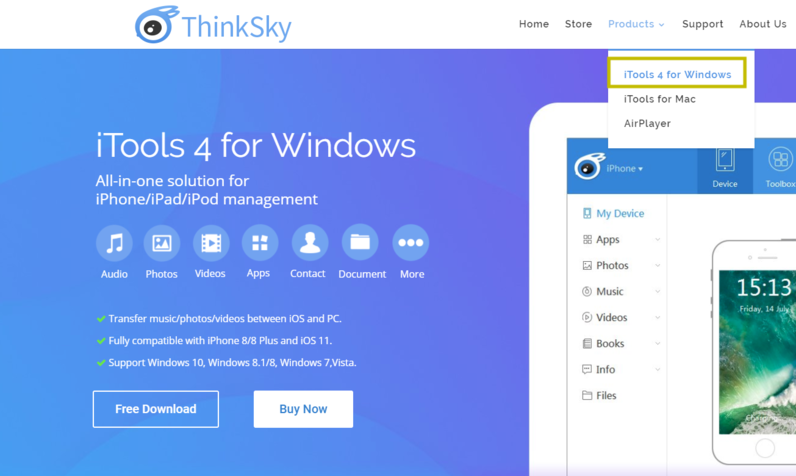 ThinkSky
Home Store Products Support About Us
iTools 4 for Windows
iTools for Mac
AirPlayer
iTools 4 for Windows
All-in-one solution for
iPhone/iPad/iPod management
Audio Photos Videos Apps Contact Document More
Transfer music/photos/videos between iOS and PC.
Fully compatible with iPhone 8/8 Plus and iOS 11.
Support Windows 10, Windows 8.1/8, Windows 7,Vista.
Free Download Buy Now
iPhone
Device Toolbox
My Device
Apps
Photos
Music
Videos
Books
Info
Files
15:13
Friday, 14 July